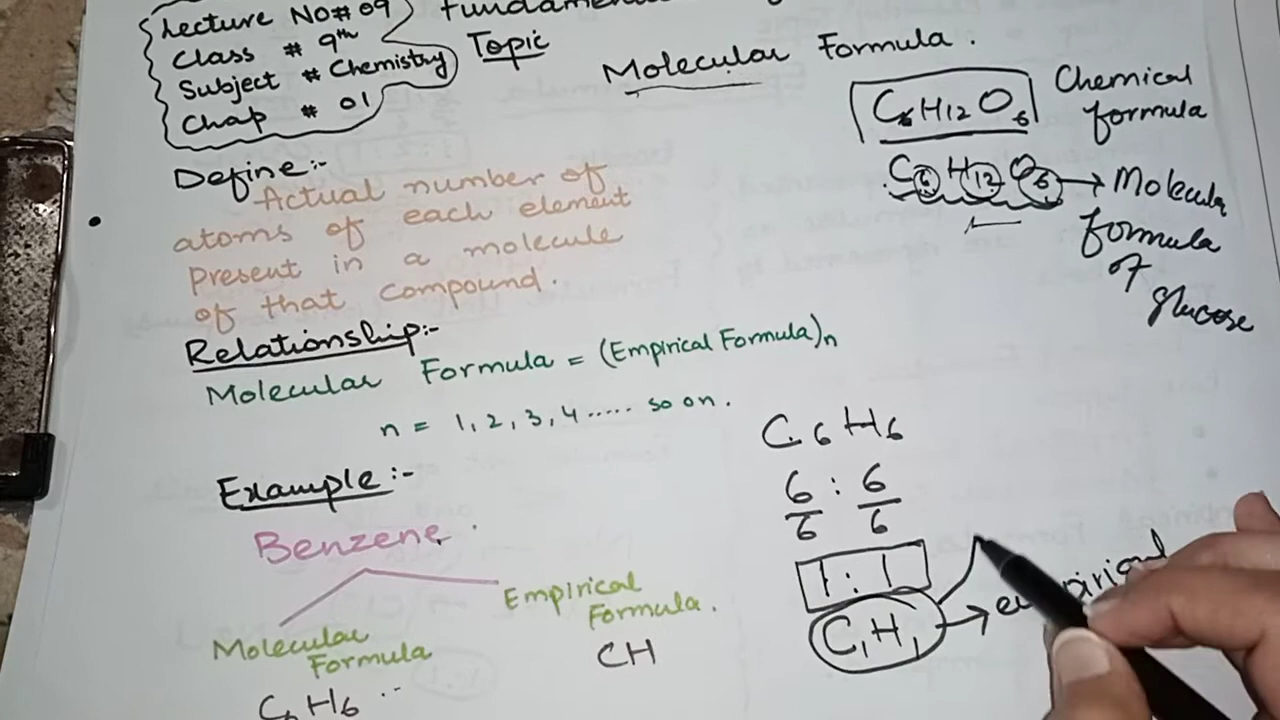 Lecture NO# 09
Class # 9th
Subject # Chemistry
Chap # 01
Topic
Molecular Formula.
C6H12O6
Chemical
formula
C6 H12 O6 → Molecular
formula
of
glucose
Define:-
Actual number of
atoms of each element
present in a molecule
of that compound.
Relationship:-
Molecular Formula = (Empirical Formula)n
n = 1, 2, 3, 4 ..... so on.
C6H6
6 : 6
6 6
1 : 1
C1H1 →
Example:-
Benzene.
Molecular
Formula
C6H6
Empirical
Formula.
CH